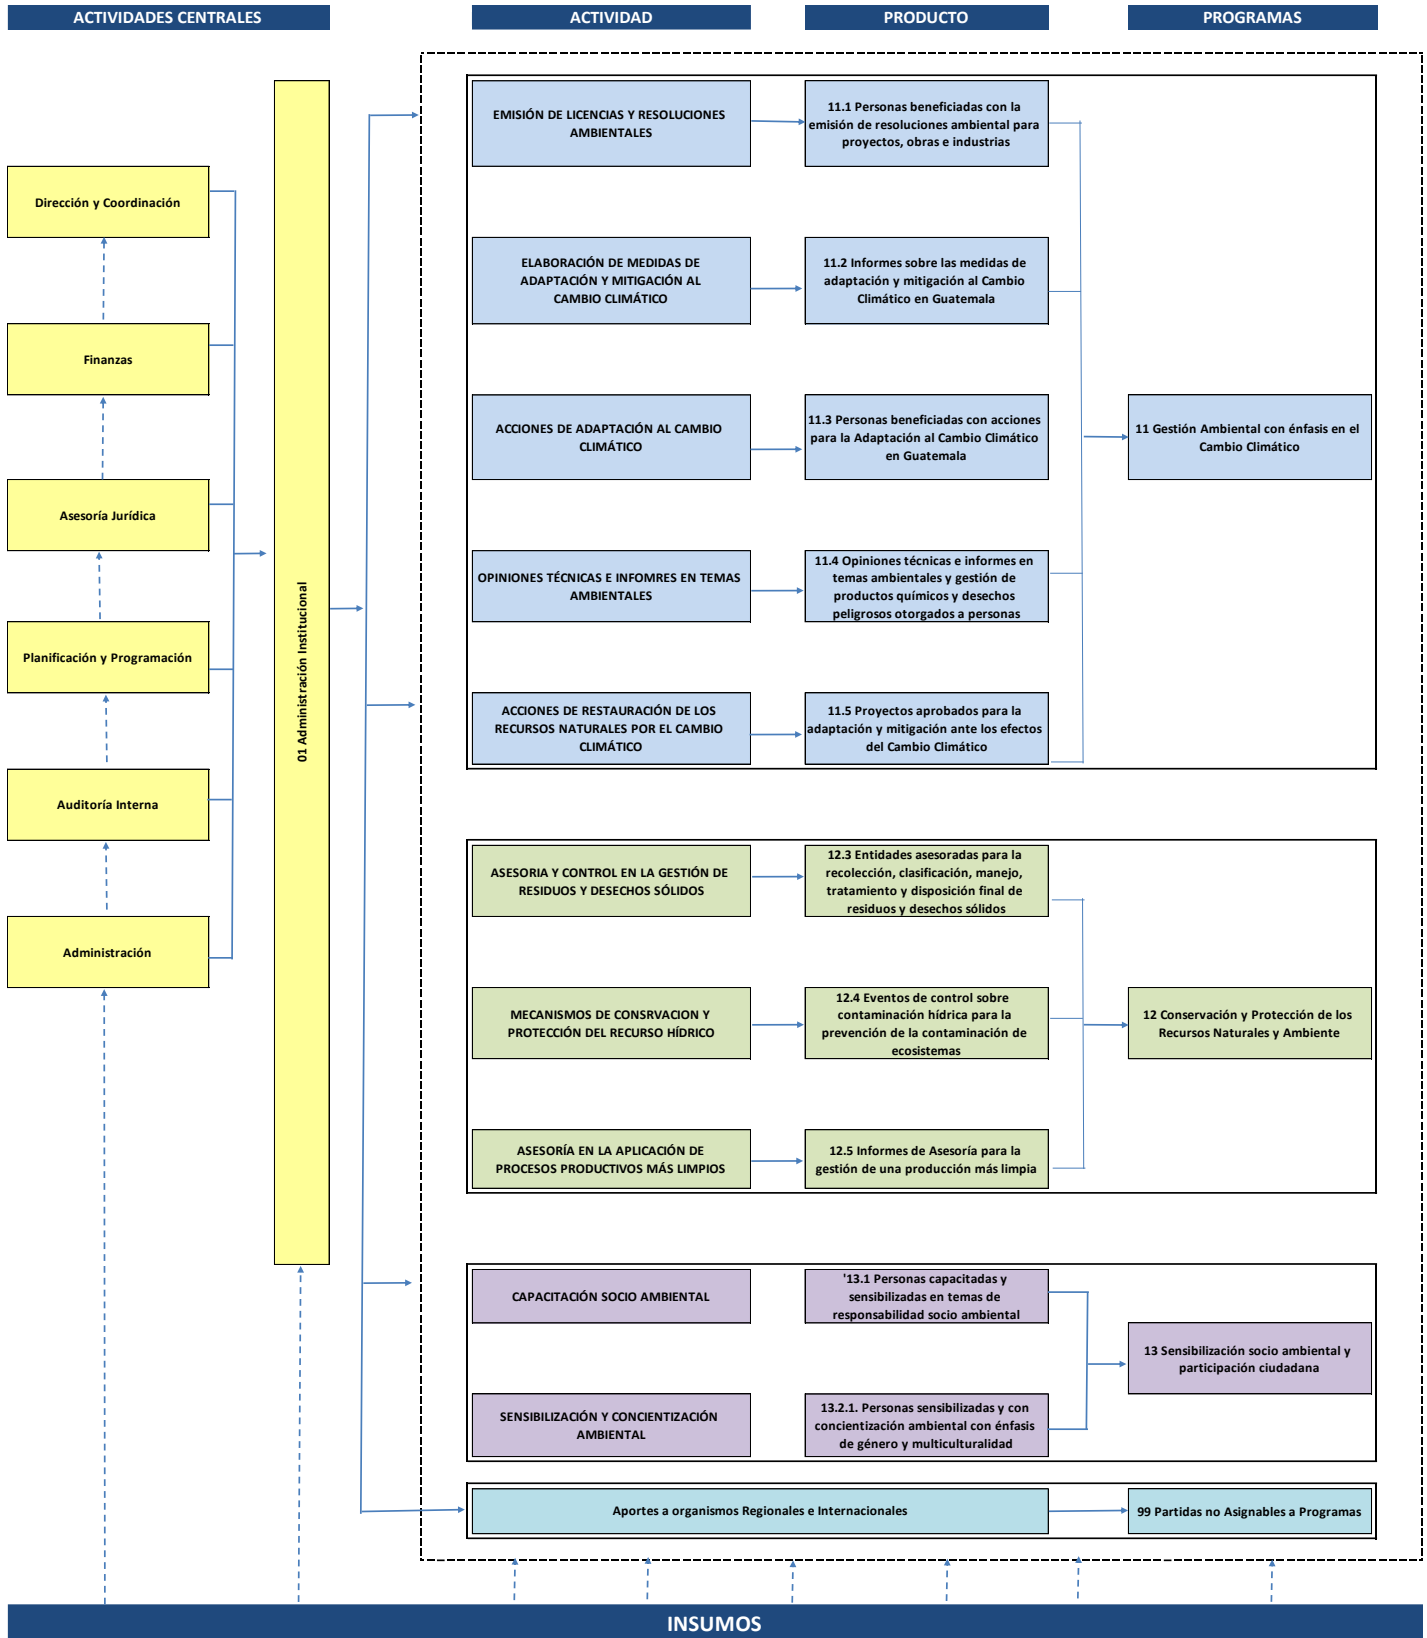 ACTIVIDADES CENTRALES
ACTIVIDAD
PRODUCTO
PROGRAMAS
Dirección y Coordinación
Finanzas
Asesoría Jurídica
Planificación y Programación
Auditoría Interna
Administración
01 Administración Institucional
EMISIÓN DE LICENCIAS Y RESOLUCIONES
AMBIENTALES
11.1 Personas beneficiadas con la
emisión de resoluciones ambiental para
proyectos, obras e industrias
ELABORACIÓN DE MEDIDAS DE
ADAPTACIÓN Y MITIGACIÓN AL
CAMBIO CLIMÁTICO
11.2 Informes sobre las medidas de
adaptación y mitigación al Cambio
Climático en Guatemala
ACCIONES DE ADAPTACIÓN AL CAMBIO
CLIMÁTICO
11.3 Personas beneficiadas con acciones
para la Adaptación al Cambio Climático
en Guatemala
11 Gestión Ambiental con énfasis en el
Cambio Climático
OPINIONES TÉCNICAS E INFOMRES EN TEMAS
AMBIENTALES
11.4 Opiniones técnicas e informes en
temas ambientales y gestión de
productos químicos y desechos
peligrosos otorgados a personas
ACCIONES DE RESTAURACIÓN DE LOS
RECURSOS NATURALES POR EL CAMBIO
CLIMÁTICO
11.5 Proyectos aprobados para la
adaptación y mitigación ante los efectos
del Cambio Climático
ASESORIA Y CONTROL EN LA GESTIÓN DE
RESIDUOS Y DESECHOS SÓLIDOS
12.3 Entidades asesoradas para la
recolección, clasificación, manejo,
tratamiento y disposición final de
residuos y desechos sólidos
MECANISMOS DE CONSRVACION Y
PROTECCIÓN DEL RECURSO HÍDRICO
12.4 Eventos de control sobre
contaminación hídrica para la
prevención de la contaminación de
ecosistemas
12 Conservación y Protección de los
Recursos Naturales y Ambiente
ASESORÍA EN LA APLICACIÓN DE
PROCESOS PRODUCTIVOS MÁS LIMPIOS
12.5 Informes de Asesoría para la
gestión de una producción más limpia
CAPACITACIÓN SOCIO AMBIENTAL
'13.1 Personas capacitadas y
sensibilizadas en temas de
responsabilidad socio ambiental
13 Sensibilización socio ambiental y
participación ciudadana
SENSIBILIZACIÓN Y CONCIENTIZACIÓN
AMBIENTAL
13.2.1. Personas sensibilizadas y con
concientización ambiental con énfasis
de género y multiculturalidad
Aportes a organismos Regionales e Internacionales
99 Partidas no Asignables a Programas
INSUMOS